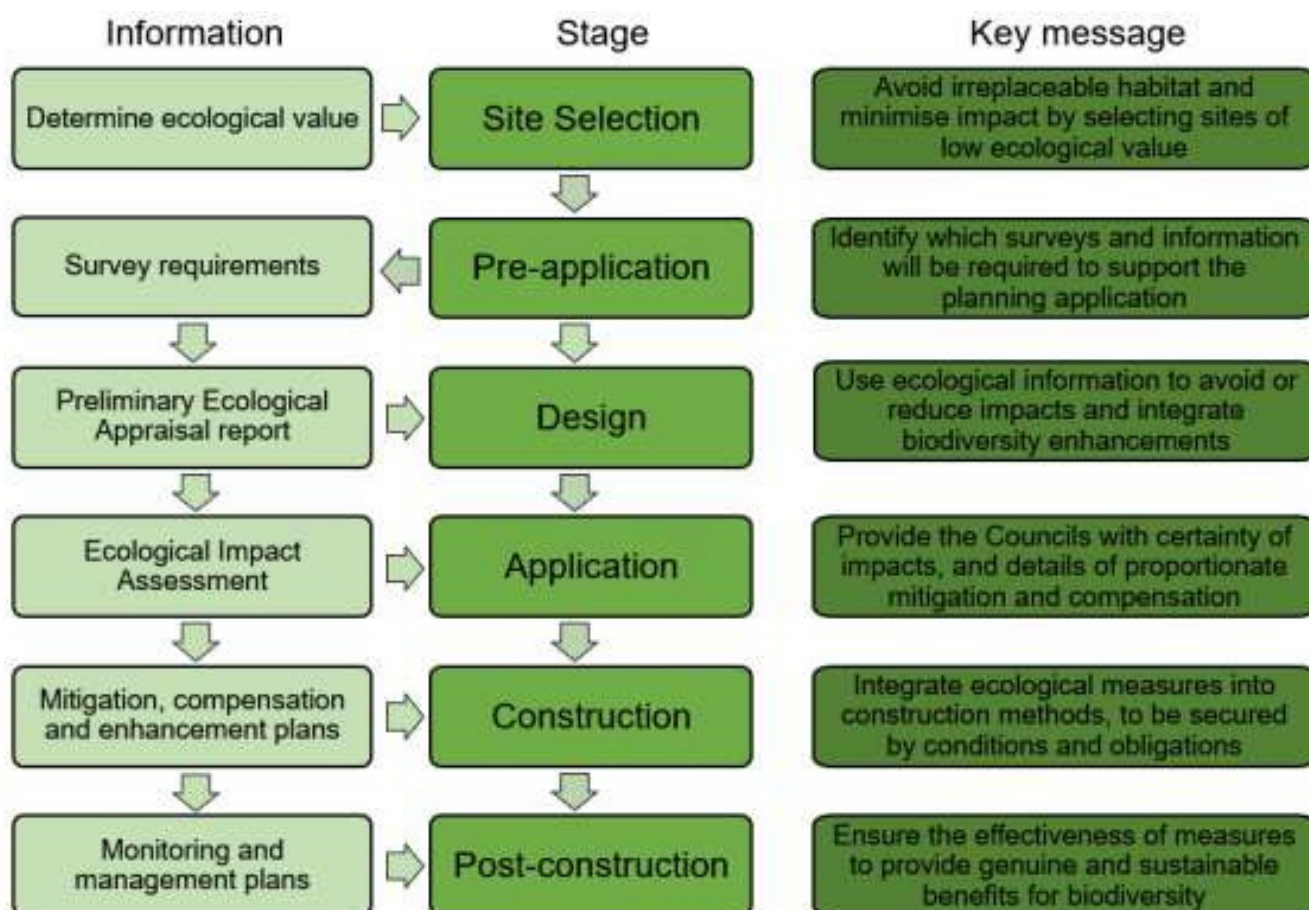 Information
Stage
Key message
Determine ecological value
Site Selection
Avoid irreplaceable habitat and
minimise impact by selecting sites of
low ecological value
Survey requirements
Pre-application
Identify which surveys and information
will be required to support the
planning application
Preliminary Ecological
Appraisal report
Design
Use ecological information to avoid or
reduce impacts and integrate
biodiversity enhancements
Ecological Impact
Assessment
Application
Provide the Councils with certainty of
impacts, and details of proportionate
mitigation and compensation
Mitigation, compensation
and enhancement plans
Construction
Integrate ecological measures into
construction methods, to be secured
by conditions and obligations
Monitoring and
management plans
Post-construction
Ensure the effectiveness of measures
to provide genuine and sustainable
benefits for biodiversity